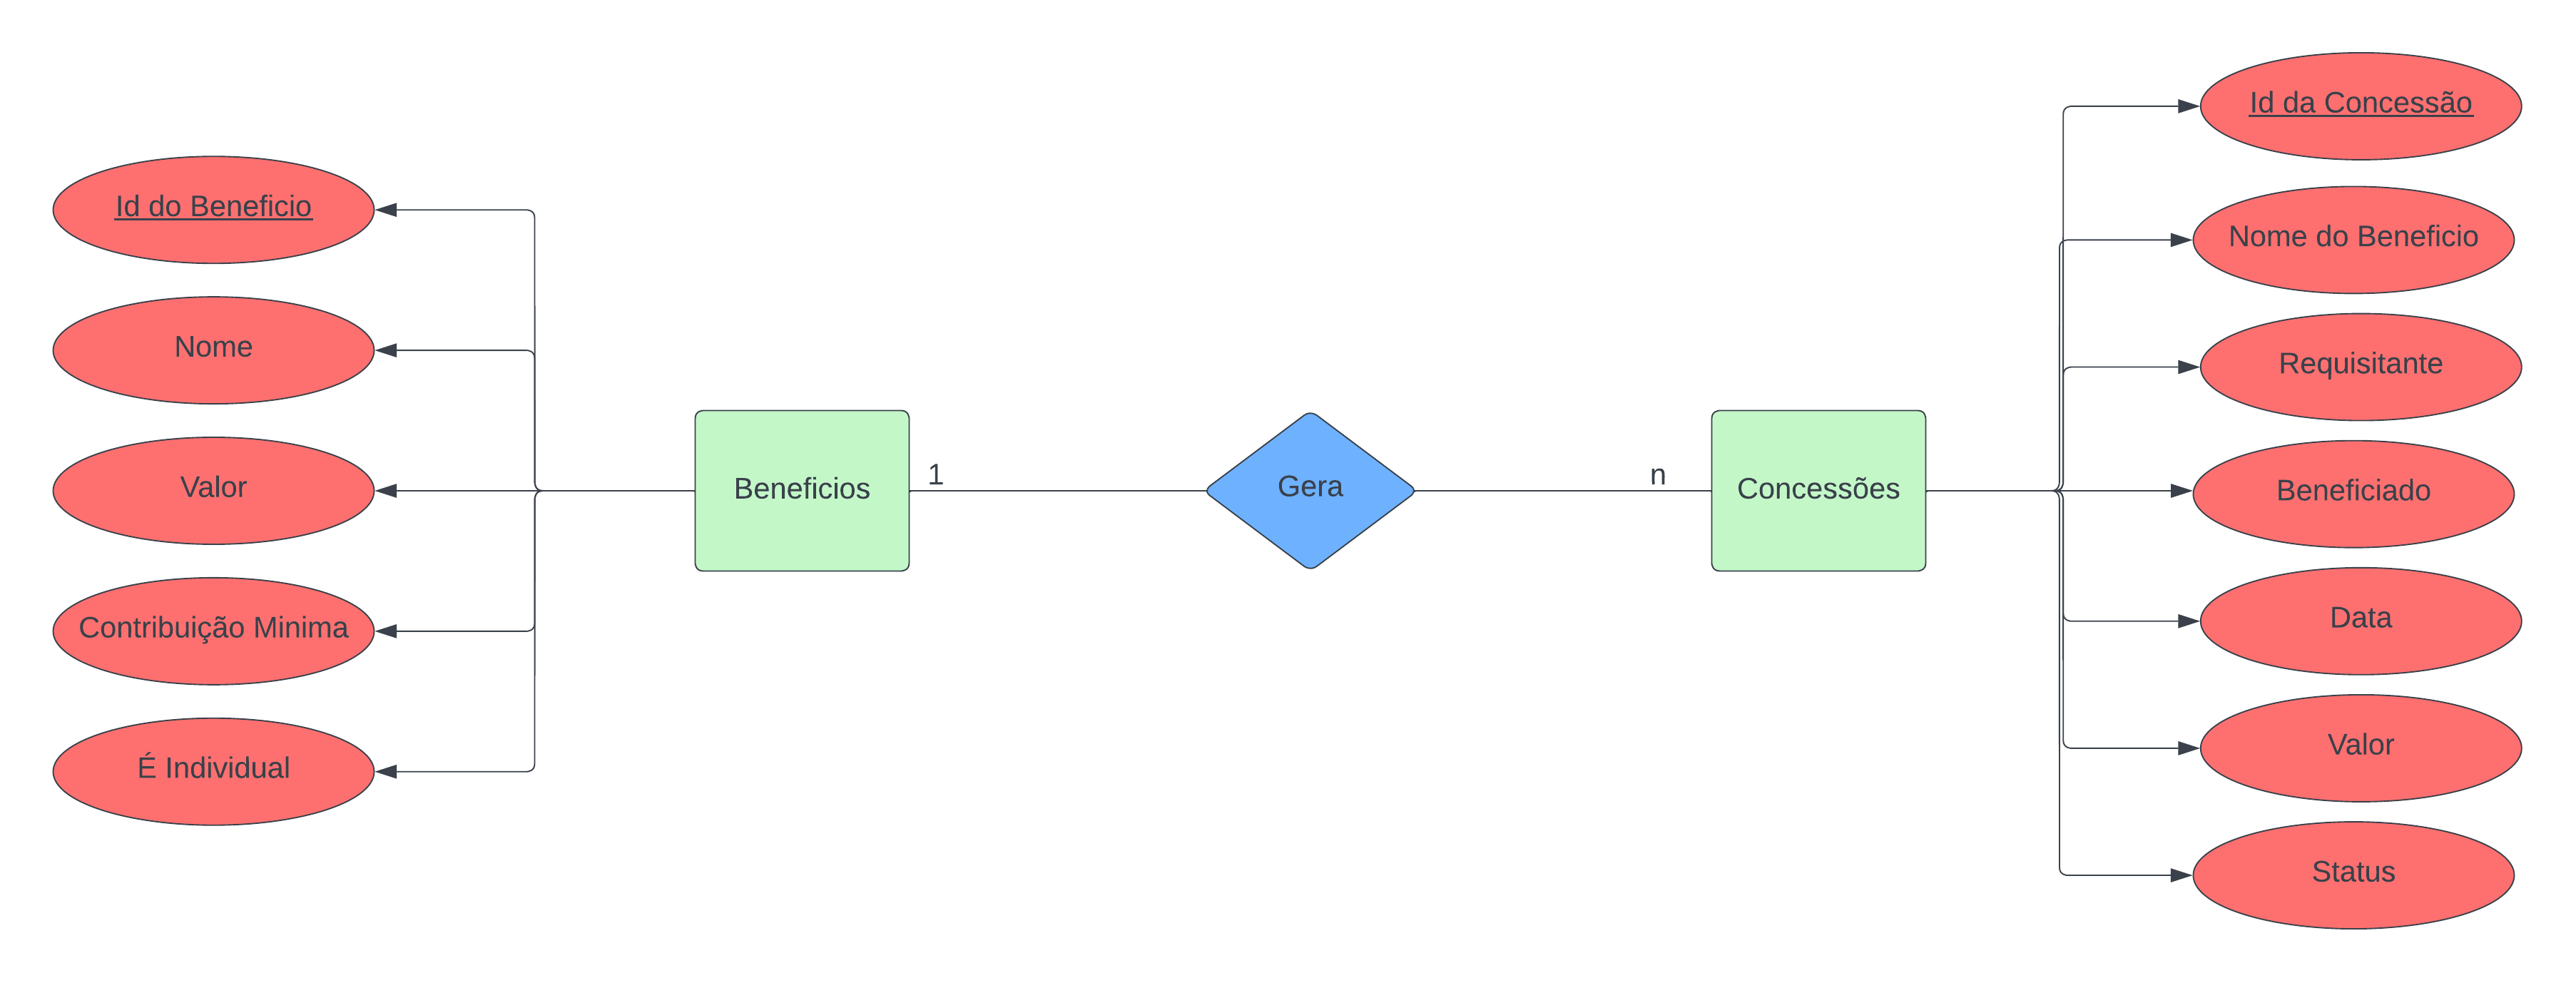 Id do Beneficio
Nome
Valor
Contribuição Minima
É Individual
Beneficios
1
Gera
n
Concessões
Id da Concessão
Nome do Beneficio
Requisitante
Beneficiado
Data
Valor
Status